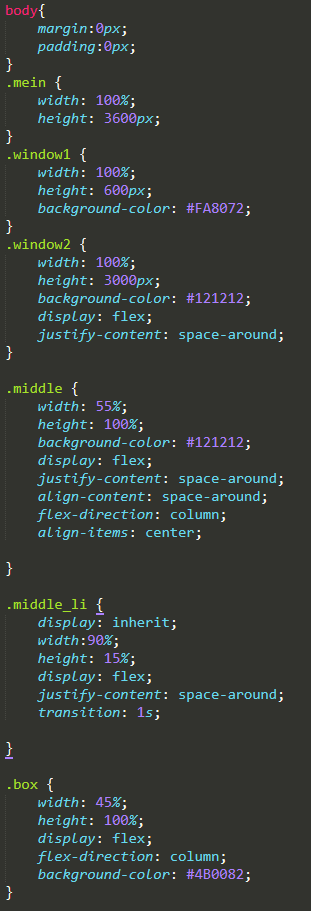 body{
    margin:0px;
    padding:0px;
}
.mein {
    width: 100%;
    height: 3600px;
}
.window1 {
    width: 100%;
    height: 600px;
    background-color: #FA8072;
}
.window2 {
    width: 100%;
    height: 3000px;
    background-color: #121212;
    display: flex;
    justify-content: space-around;
}

.middle {
    width: 55%;
    height: 100%;
    background-color: #121212;
    display: flex;
    justify-content: space-around;
    align-content: space-around;
    flex-direction: column;
    align-items: center;

}

.middle_li {
    display: inherit;
    width:90%;
    height: 15%;
    display: flex;
    justify-content: space-around;
    transition: 1s;

}

.box {
    width: 45%;
    height: 100%;
    display: flex;
    flex-direction: column;
    background-color: #4B0082;
}